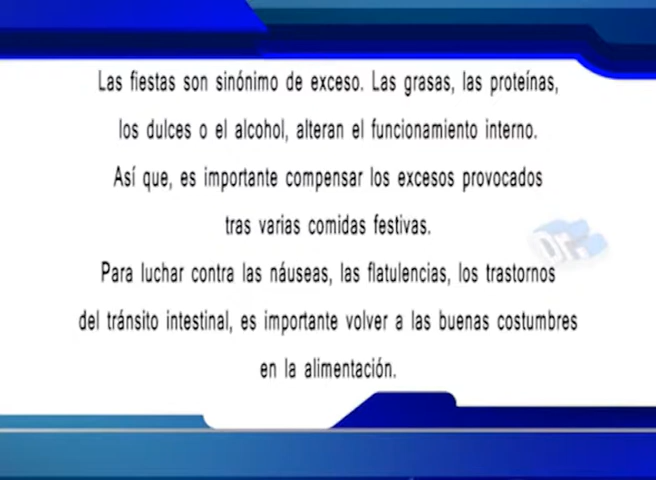 Las fiestas son sinónimo de exceso. Las grasas, las proteínas,
los dulces o el alcohol, alteran el funcionamiento interno.
Así que, es importante compensar los excesos provocados
tras varias comidas festivas.
Dr.
Para luchar contra las náuseas, las flatulencias, los trastornos
del tránsito intestinal, es importante volver a las buenas costumbres
en la alimentación.